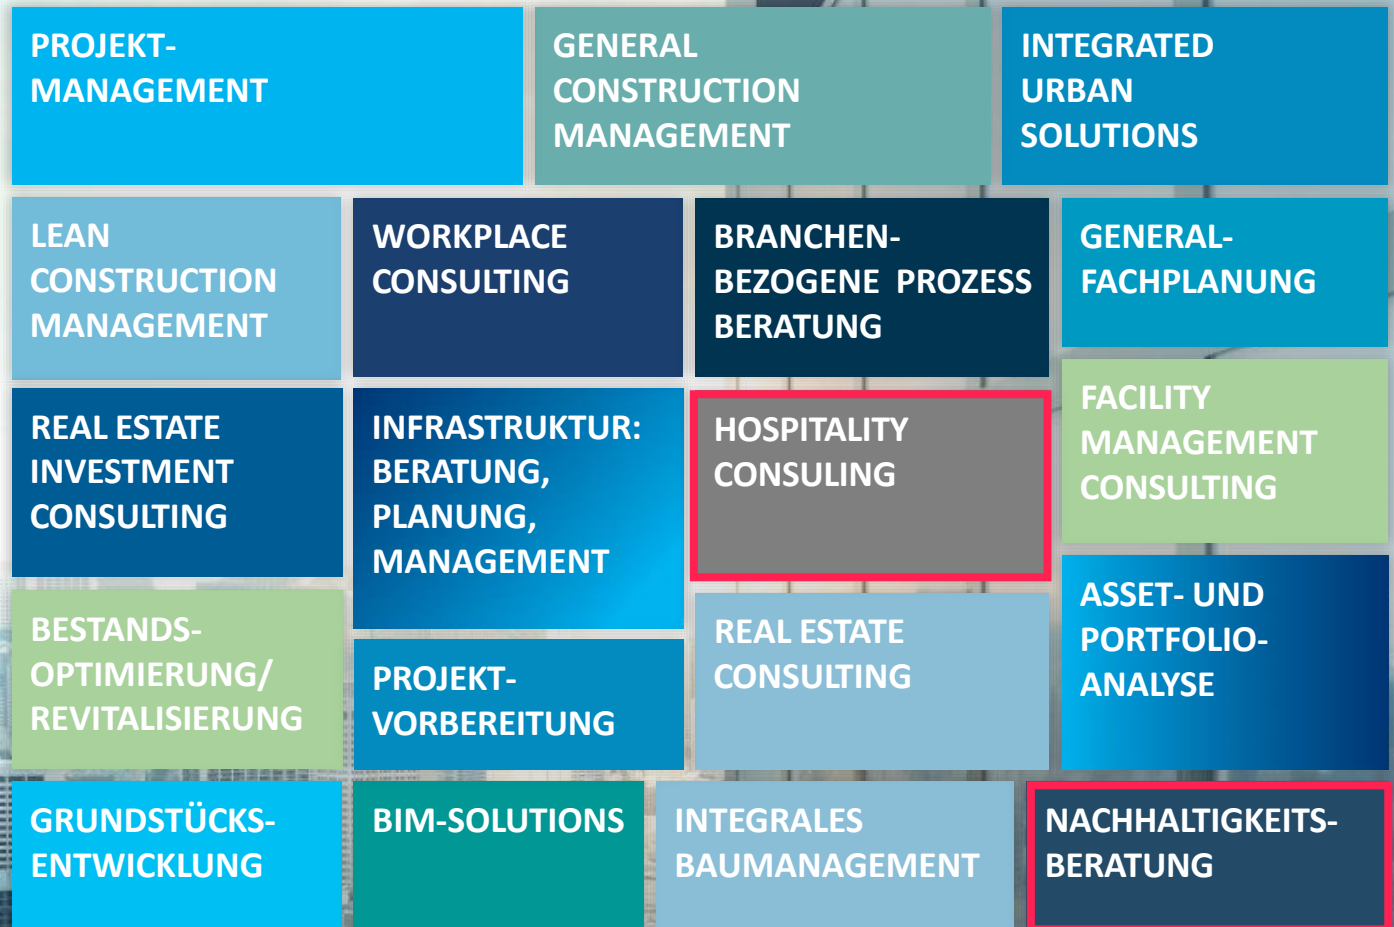 PROJEKT-
MANAGEMENT
GENERAL
CONSTRUCTION
MANAGEMENT
INTEGRATED
URBAN
SOLUTIONS
LEAN
CONSTRUCTION
MANAGEMENT
WORKPLACE
CONSULTING
BRANCHEN-
BEZOGENE PROZESS
BERATUNG
GENERAL-
FACHPLANUNG
REAL ESTATE
INVESTMENT
CONSULTING
INFRASTRUKTUR:
BERATUNG,
PLANUNG,
MANAGEMENT
HOSPITALITY
CONSULING
FACILITY
MANAGEMENT
CONSULTING
BESTANDS-
OPTIMIERUNG/
REVITALISIERUNG
PROJEKT-
VORBEREITUNG
REAL ESTATE
CONSULTING
ASSET- UND
PORTFOLIO-
ANALYSE
GRUNDSTÜCKS-
ENTWICKLUNG
BIM-SOLUTIONS
INTEGRALES
BAUMANAGEMENT
NACHHALTIGKEITS-
BERATUNG